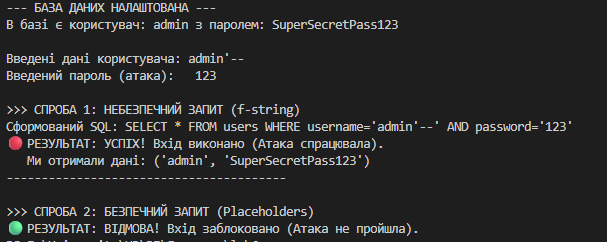 --- БАЗА ДАНИХ НАЛАШТОВАНА ---
В базі є користувач: admin з паролем: SuperSecretPass123
Введені дані користувача: admin'--
Введений пароль (атака):   123
>>> СПРОБА 1: НЕБЕЗПЕЧНИЙ ЗАПИТ (f-string)
Сформований SQL: SELECT * FROM users WHERE username='admin'--' AND password='123'
🔴 РЕЗУЛЬТАТ: УСПІХ! Вхід виконано (Атака спрацювала).
Ми отримали дані: ('admin', 'SuperSecretPass123')
----------------------------------------
>>> СПРОБА 2: БЕЗПЕЧНИЙ ЗАПИТ (Placeholders)
🟢 РЕЗУЛЬТАТ: ВІДМОВА! Вхід заблоковано (Атака не пройшла).